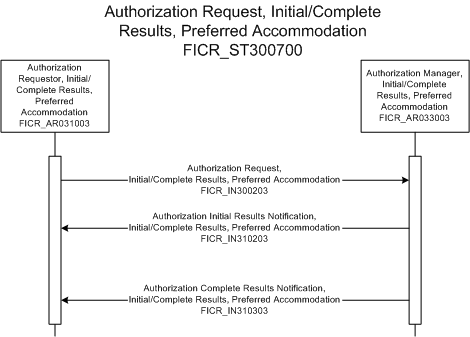 Authorization Request, Initial/Complete
Results, Preferred Accommodation
FICR_ST300700
Authorization
Requestor, Initial/
Complete Results,
Preferred
Accommodation
FICR_AR031003
Authorization Manager,
Initial/Complete
Results, Preferred
Accommodation
FICR_AR033003
Authorization Request,
Initial/Complete Results, Preferred Accommodation
FICR_IN300203
Authorization Initial Results Notification,
Initial/Complete Results, Preferred Accommodation
FICR_IN310203
Authorization Complete Results Notification,
Initial/Complete Results, Preferred Accommodation
FICR_IN310303